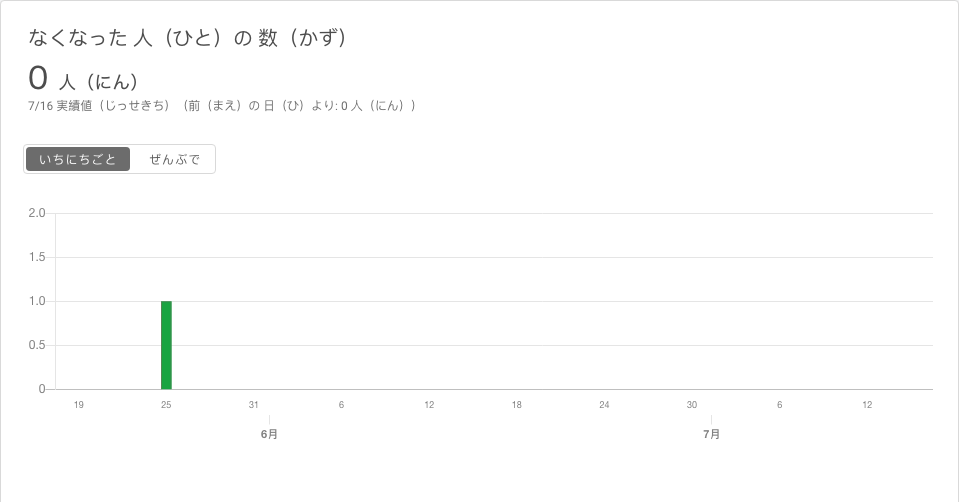 なくなった 人（ひと）の 数（かず）
0 人（にん）
7/16 実績値（じっせきち）（前（まえ）の 日（ひ）より: 0 人（にん））
いちにちごと ぜんぶで
2.0
1.5
1.0
0.5
0
19 25 31 6 12 18 24 30 6 12
6月 7月